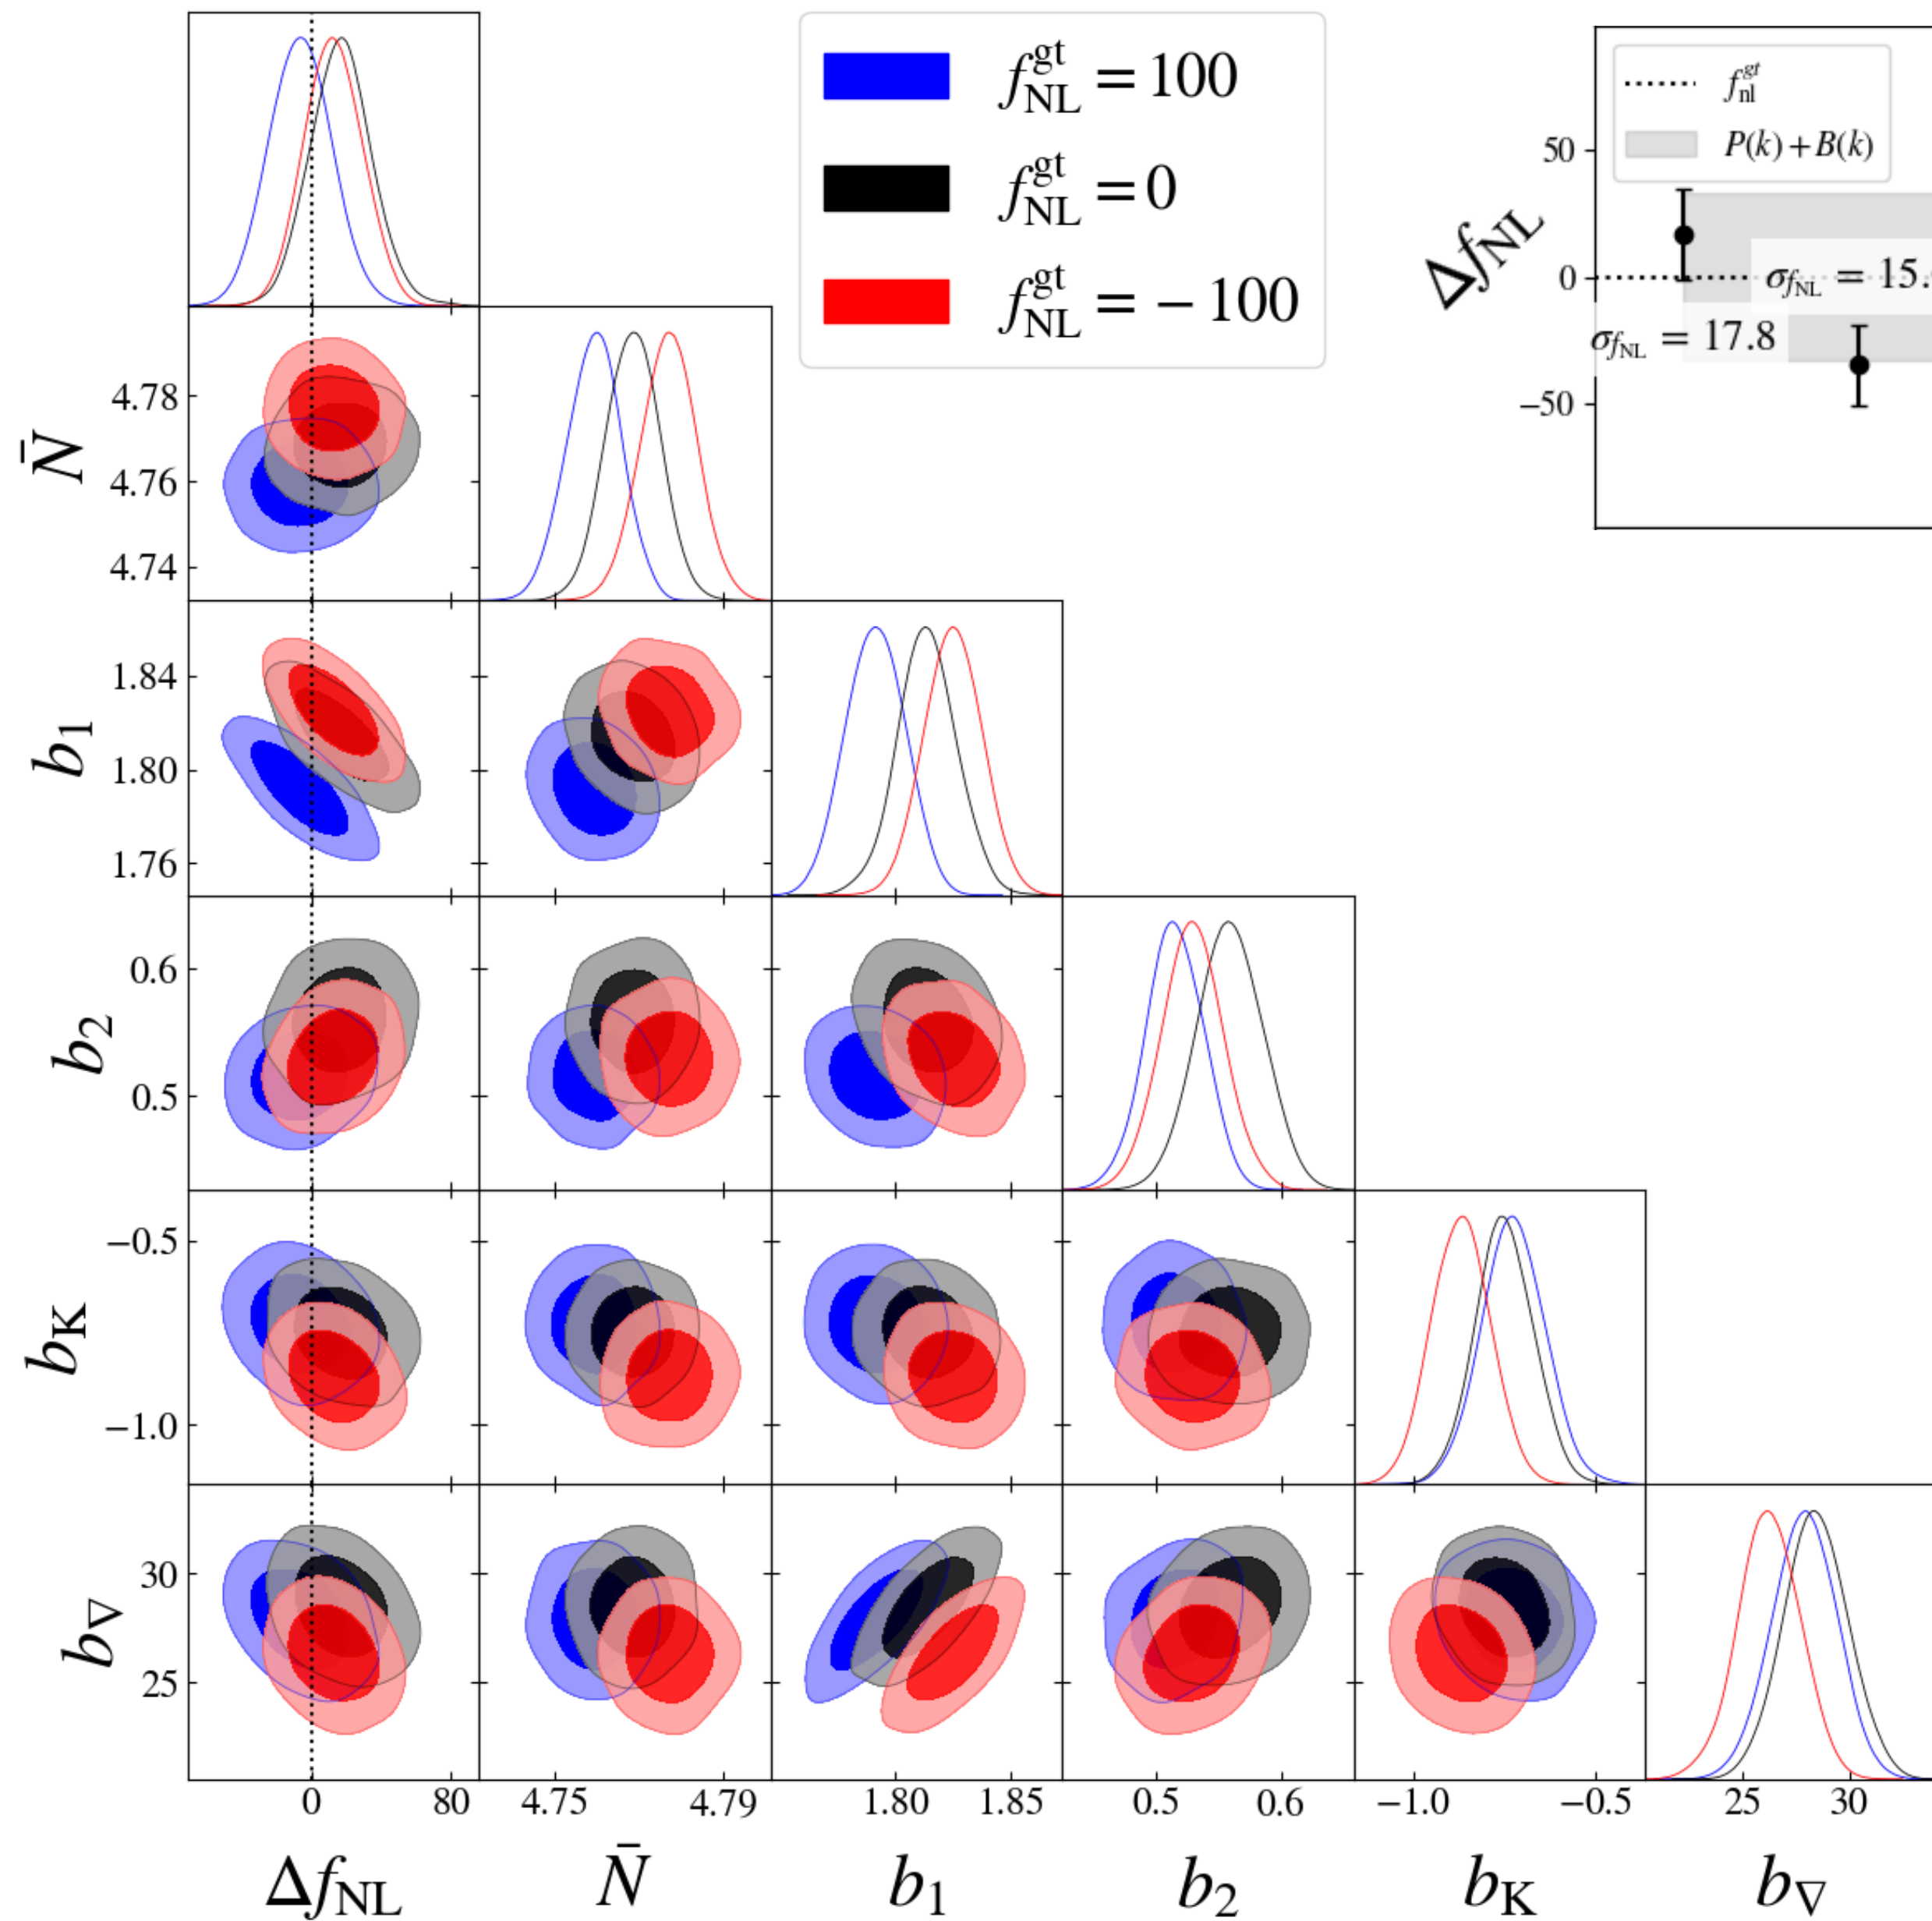 f_NL^gt = 100
f_NL^gt = 0
f_NL^gt = −100
f_nl^gt
P(k)+B(k)
50
0
−50
Δf_NL
σ_f_NL = 15.
σ_f_NL = 17.8
N̄
4.78
4.76
4.74
b_1
1.84
1.80
1.76
b_2
0.6
0.5
b_K
−0.5
−1.0
b_∇
30
25
0 80 4.75 4.79 1.80 1.85 0.5 0.6 −1.0 −0.5 25 30
Δf_NL N̄ b_1 b_2 b_K b_∇